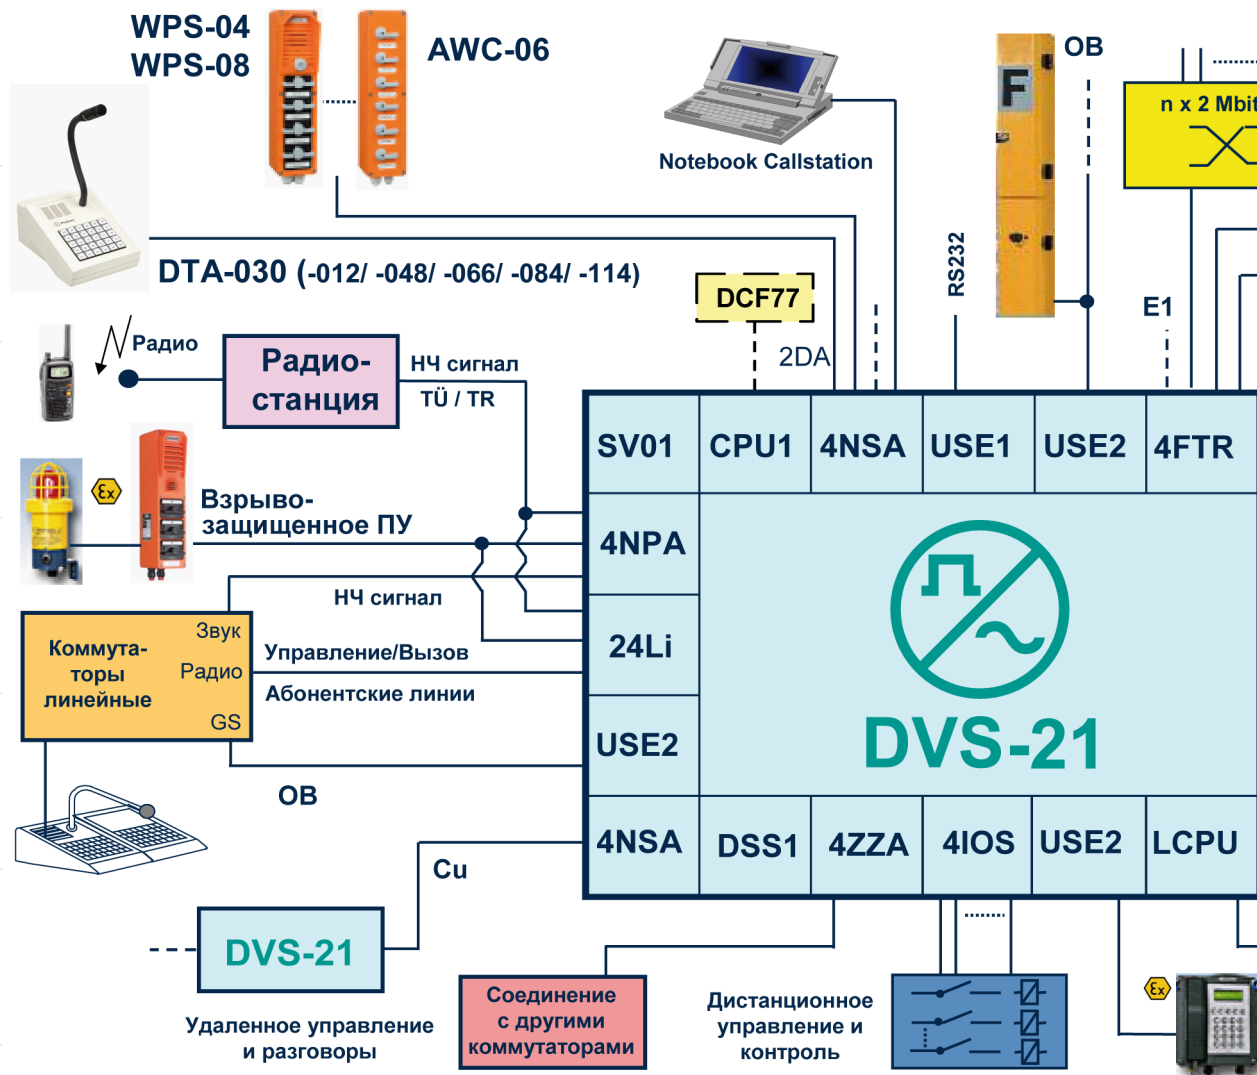 WPS-04
WPS-08
AWC-06
OB
n x 2 Mbit
F
Notebook Callstation
DTA-030 (-012/ -048/ -066/ -084/ -114)
RS232
DCF77
E1
2DA
Радио
Радио-
станция
НЧ сигнал
TÜ / TR
SV01
CPU1
4NSA
USE1
USE2
4FTR
Ex
Взрыво-
защищенное ПУ
4NPA
НЧ сигнал
Звук
Коммута-
торы
линейные
Радио
GS
Управление/Вызов
Абонентские линии
24Li
USE2
DVS-21
ОВ
4NSA
DSS1
4ZZA
4IOS
USE2
LCPU
Cu
DVS-21
Удаленное управление
и разговоры
Соединение
с другими
коммутаторами
Дистанционное
управление и
контроль
Ex